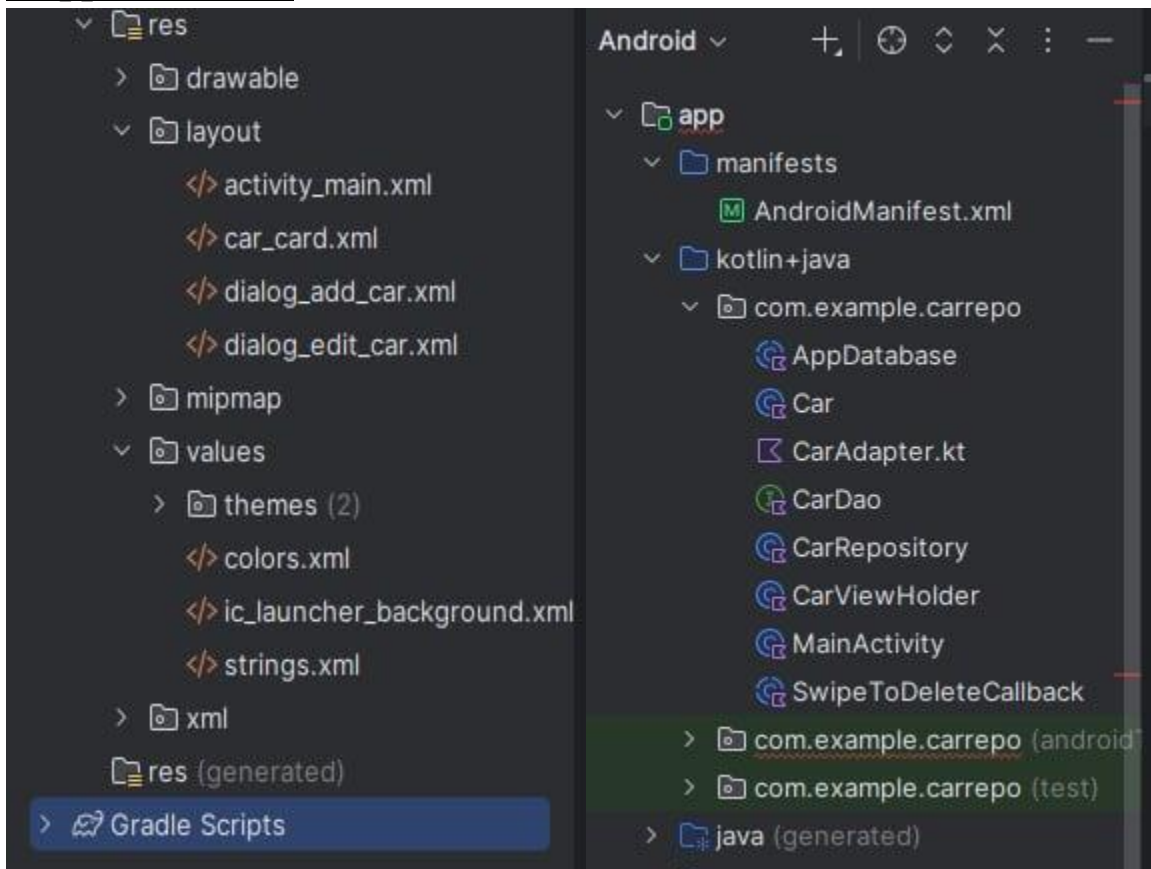 res
drawable
layout
activity_main.xml
car_card.xml
dialog_add_car.xml
dialog_edit_car.xml
mipmap
values
themes (2)
colors.xml
ic_launcher_background.xml
strings.xml
xml
res (generated)
Gradle Scripts
Android
app
manifests
AndroidManifest.xml
kotlin+java
com.example.carrepo
AppDatabase
Car
CarAdapter.kt
CarDao
CarRepository
CarViewHolder
MainActivity
SwipeToDeleteCallback
com.example.carrepo (android
com.example.carrepo (test)
java (generated)